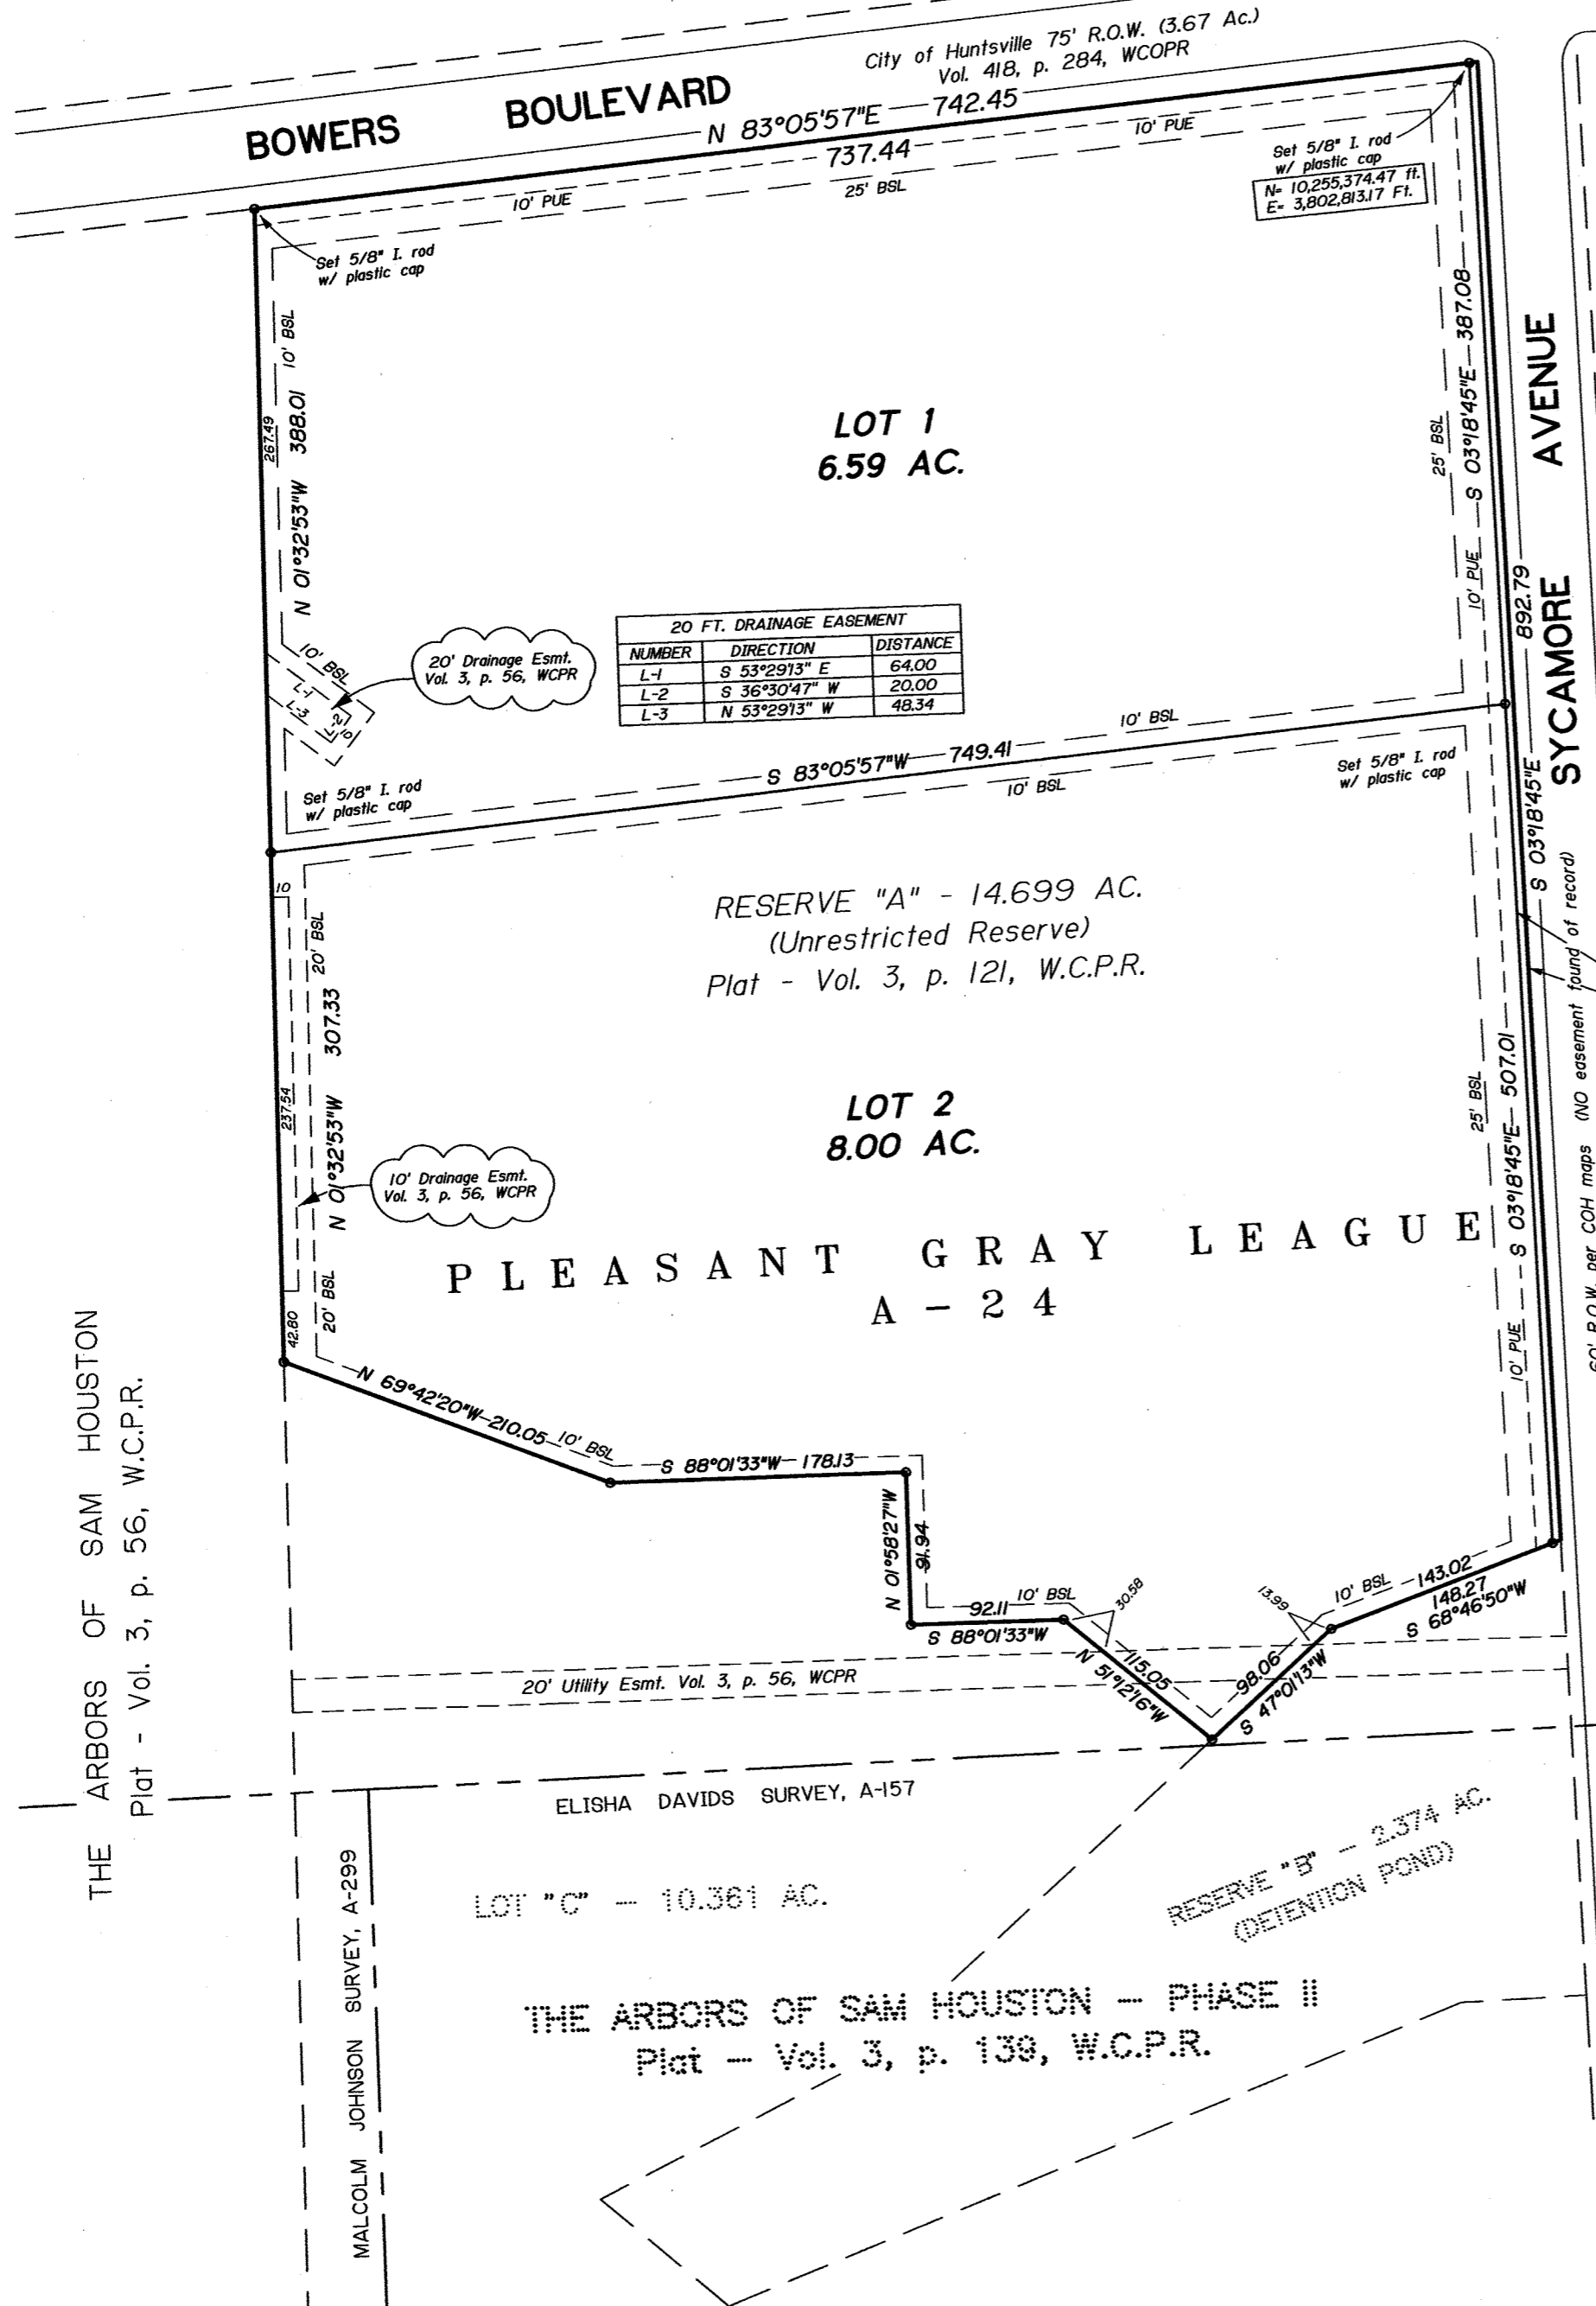 City of Huntsville 75' R.O.W. (3.67 Ac.)
Vol. 418, p. 284, WCOPR
BOWERS BOULEVARD
N 83°05'57"E 742.45
737.44
10' PUE
10' PUE
25' BSL
Set 5/8" I. rod
w/ plastic cap
N= 10,255,374.47 ft.
E= 3,802,813.17 Ft.
Set 5/8" I. rod
w/ plastic cap
10' BSL
267.49
N 01°32'53"W 388.01
LOT 1
6.59 AC.
25' BSL
10' PUE
S 03°18'45"E 387.08
SYCAMORE AVENUE
S 03°18'45"E 892.79
10' BSL
L-1
L-3
L-2
10
20' Drainage Esmt.
Vol. 3, p. 56, WCPR
20 FT. DRAINAGE EASEMENT
NUMBER DIRECTION DISTANCE
L-1 S 53°29'13" E 64.00
L-2 S 36°30'47" W 20.00
L-3 N 53°29'13" W 48.34
10' BSL
S 83°05'57"W 749.41
10' BSL
Set 5/8" I. rod
w/ plastic cap
Set 5/8" I. rod
w/ plastic cap
10
20' BSL
RESERVE "A" - 14.699 AC.
(Unrestricted Reserve)
Plat - Vol. 3, p. 121, W.C.P.R.
237.54
N 01°32'53"W 307.33
LOT 2
8.00 AC.
25' BSL
10' PUE
S 03°18'45"E 507.01
60' R.O.W. per COH maps (NO easement found of record)
10' Drainage Esmt.
Vol. 3, p. 56, WCPR
20' BSL
42.80
PLEASANT GRAY LEAGUE
A - 24
N 69°42'20"W 210.05
10' BSL
S 88°01'33"W 178.13
N 01°58'27"W
91.94
92.11
10' BSL
S 88°01'33"W
30.58
115.05
N 51°12'16"W
13.99
98.06
S 47°01'13"W
10' BSL
143.02
148.27
S 68°46'50"W
20' Utility Esmt. Vol. 3, p. 56, WCPR
THE ARBORS OF SAM HOUSTON
Plat - Vol. 3, p. 56, W.C.P.R.
ELISHA DAVIDS SURVEY, A-157
MALCOLM JOHNSON SURVEY, A-299
LOT "C" - 10.361 AC.
RESERVE "B" - 2.374 AC.
(DETENTION POND)
THE ARBORS OF SAM HOUSTON - PHASE II
Plat - Vol. 3, p. 139, W.C.P.R.